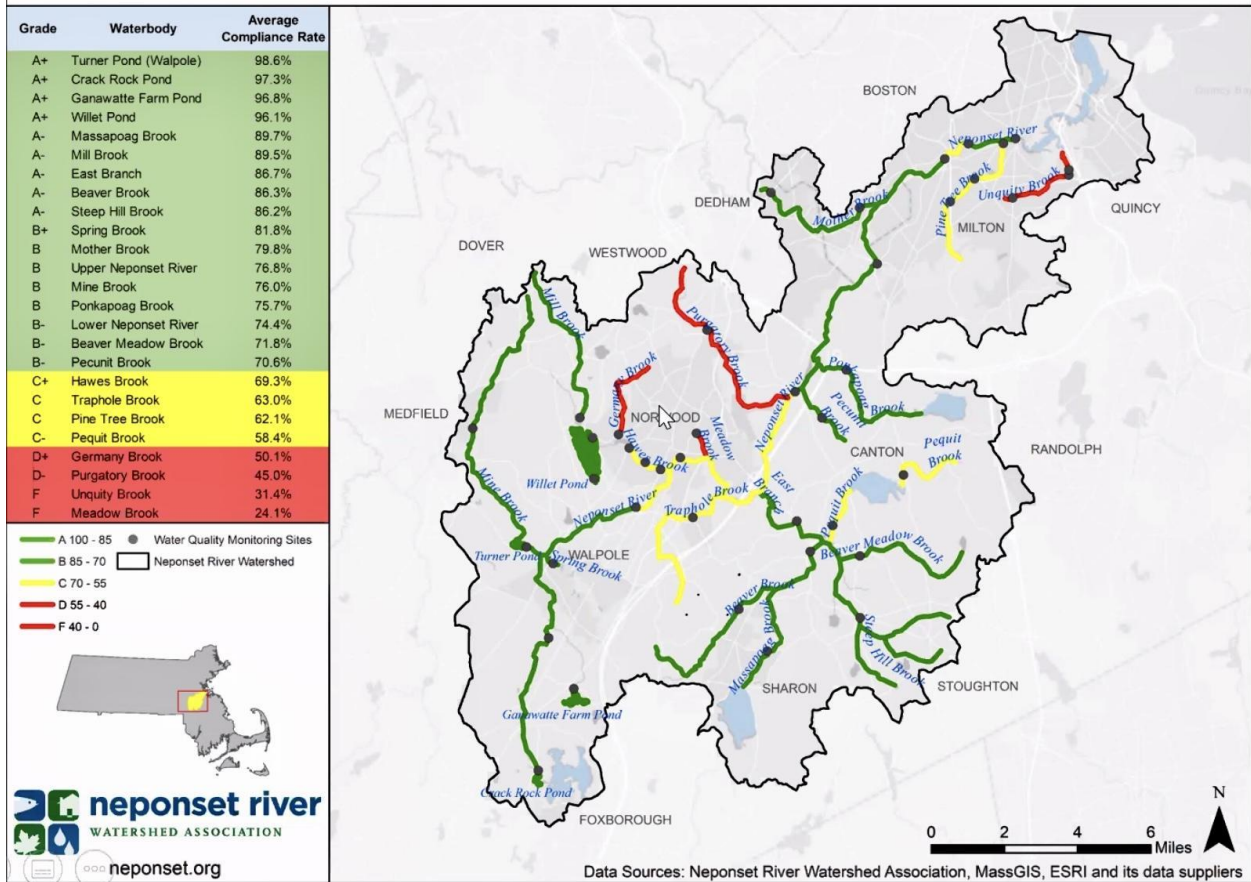 Grade Waterbody Average Compliance Rate
A+ Turner Pond (Walpole) 98.6%
A+ Crack Rock Pond 97.3%
A+ Ganawatte Farm Pond 96.8%
A+ Willet Pond 96.1%
A- Massapoag Brook 89.7%
A- Mill Brook 89.5%
A- East Branch 86.7%
A- Beaver Brook 86.3%
A- Steep Hill Brook 86.2%
B+ Spring Brook 81.8%
B Mother Brook 79.8%
B Upper Neponset River 76.8%
B Mine Brook 76.0%
B Ponkapoag Brook 75.7%
B- Lower Neponset River 74.4%
B- Beaver Meadow Brook 71.8%
B- Pecunit Brook 70.6%
C+ Hawes Brook 69.3%
C Traphole Brook 63.0%
C Pine Tree Brook 62.1%
C- Pequit Brook 58.4%
D+ Germany Brook 50.1%
D- Purgatory Brook 45.0%
F Unquity Brook 31.4%
F Meadow Brook 24.1%
A 100 - 85
B 85 - 70
C 70 - 55
D 55 - 40
F 40 - 0
Water Quality Monitoring Sites
Neponset River Watershed
neponset river
WATERSHED ASSOCIATION
neponset.org
BOSTON
Neponset River
Pine Tree Brook
Unquity Brook
QUINCY
MILTON
DEDHAM
Mother Brook
DOVER
WESTWOOD
Mill Brook
Purgatory Brook
Germany Brook
NORWOOD
Neponset River
Ponkapoag Brook
Pecunit Brook
MEDFIELD
Hawes Brook
Meadow Brook
CANTON
Pequit Brook
RANDOLPH
Willet Pond
Mine Brook
Neponset River
Traphole Brook
East Branch
Pequit Brook
WALPOLE
Turner Pond
Spring Brook
Beaver Meadow Brook
Beaver Brook
Massapoag Brook
Steep Hill Brook
SHARON
STOUGHTON
Ganawatte Farm Pond
Crack Rock Pond
FOXBOROUGH
N
0 2 4 6
Miles
Data Sources: Neponset River Watershed Association, MassGIS, ESRI and its data suppliers